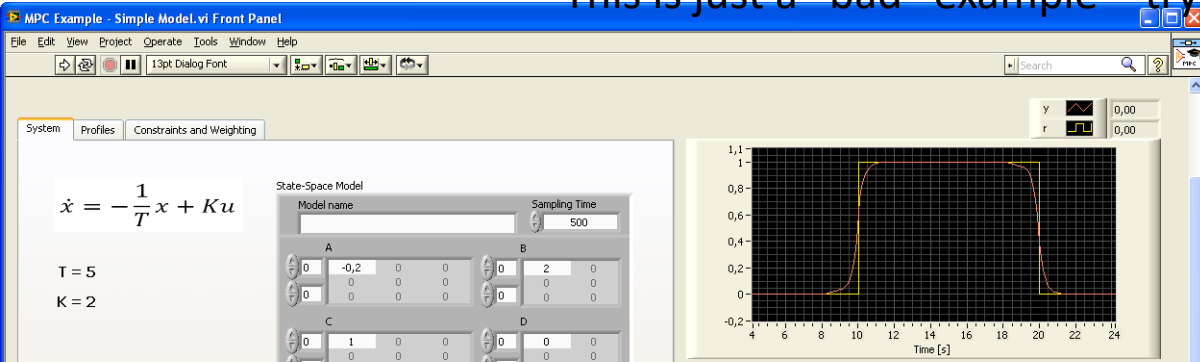 This is just a "bad" example - try
MPC Example - Simple Model.vi Front Panel
File Edit View Project Operate Tools Window Help
13pt Dialog Font
Search
MPC
System Profiles Constraints and Weighting
y 0,00
r 0,00
ẋ = -1/T x + Ku
T = 5
K = 2
State-Space Model
Model name Sampling Time
500
A B
0 -0,2 0 0 0 2 0
0 0 0 0
0 0 0 0 0 0
C D
0 1 0 0 0 0 0
0 0 0 0
1,1
1
0,8
0,6
0,4
0,2
0
-0,2
4 6 8 10 12 14 16 18 20 22 24
Time [s]